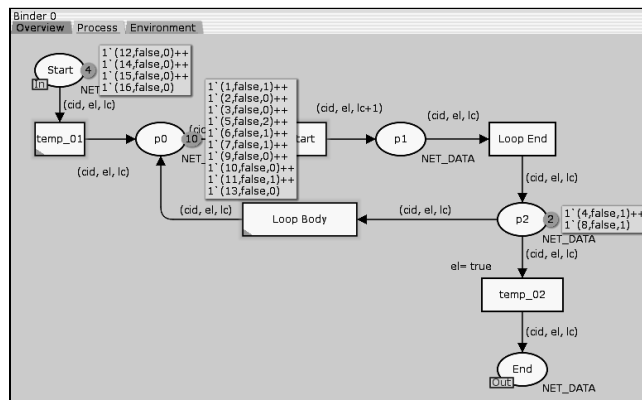 Binder 0
Overview Process Environment
Start
In
4
NET
1`(12,false,0)++
1`(14,false,0)++
1`(15,false,0)++
1`(16,false,0)
(cid, el, lc)
temp_01
(cid, el, lc)
p0
10
NET_
1`(1,false,1)++
1`(2,false,0)++
1`(3,false,0)++
1`(5,false,2)++
1`(6,false,1)++
1`(7,false,1)++
1`(9,false,0)++
1`(10,false,0)++
1`(11,false,1)++
1`(13,false,0)
(cid, el, lc+1)
p1
NET_DATA
(cid, el, lc)
Loop End
(cid, el, lc)
p2
2
NET_DATA
1`(4,false,1)++
1`(8,false,1)
(cid, el, lc)
Loop Body
(cid, el, lc)
(cid, el, lc)
el= true
temp_02
(cid, el, lc)
End
Out
NET_DATA